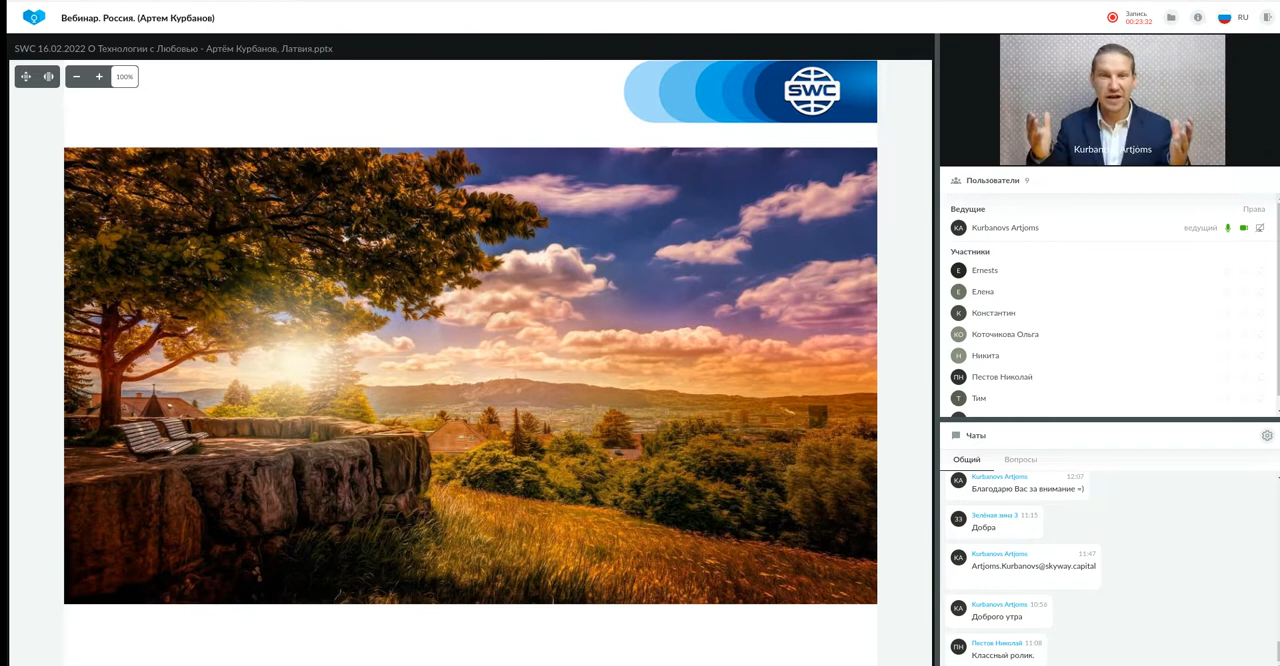 Вебинар. Россия. (Артем Курбанов)
Запись
00:23:32
RU
SWC 16.02.2022 О Технологии с Любовью - Артём Курбанов, Латвия.pptx
100%
SWC
Kurbanovs Artjoms
Пользователи 9
Ведущие Права
KA Kurbanovs Artjoms ведущий
Участники
E Ernests
Е Елена
К Константин
КО Коточикова Ольга
Н Никита
ПН Пестов Николай
Т Тим
Чаты
Общий Вопросы
KA Kurbanovs Artjoms 12:07
Благодарю Вас за внимание =)
ЗЗ Зелёная зина З 11:15
Добра
KA Kurbanovs Artjoms 11:47
Artjoms.Kurbanovs@skyway.capital
KA Kurbanovs Artjoms 10:56
Доброго утра
ПН Пестов Николай 11:08
Классный ролик.